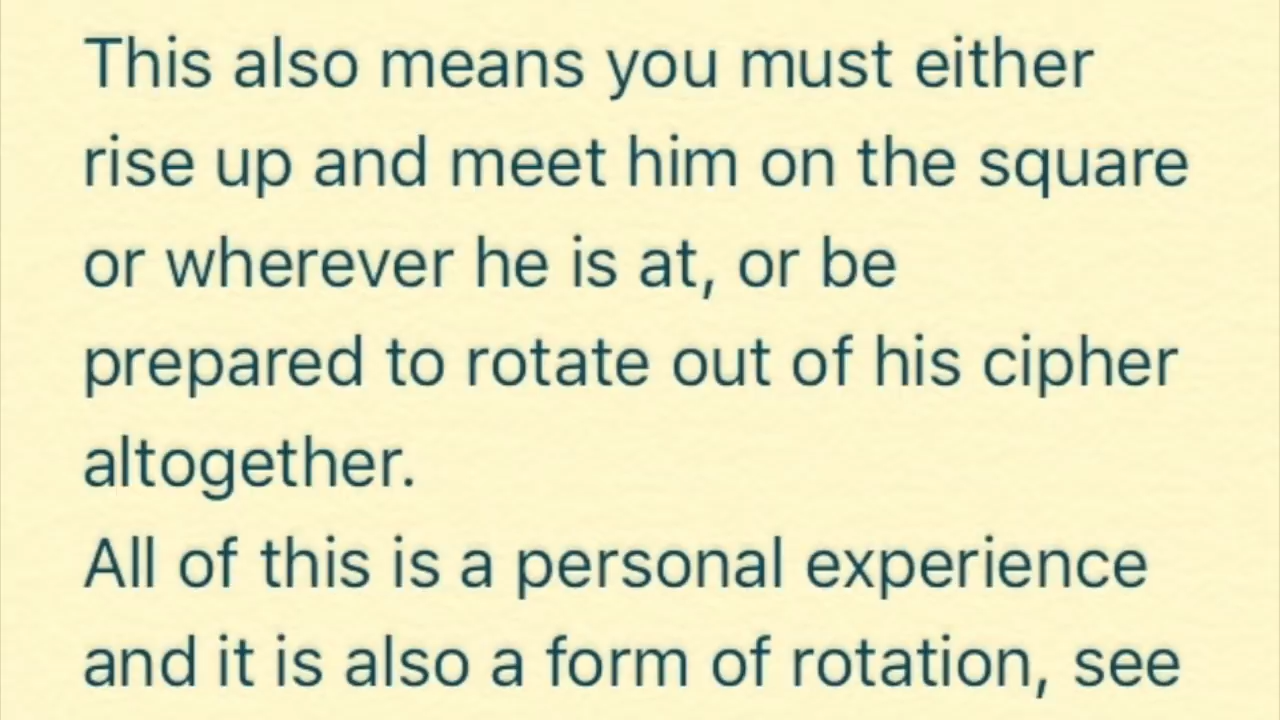 This also means you must either
rise up and meet him on the square
or wherever he is at, or be
prepared to rotate out of his cipher
altogether.
All of this is a personal experience
and it is also a form of rotation, see